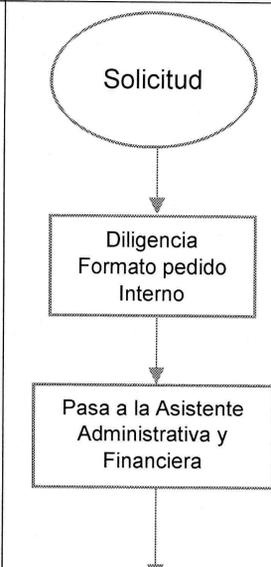 Solicitud
Diligencia
Formato pedido
Interno
Pasa a la Asistente
Administrativa y
Financiera